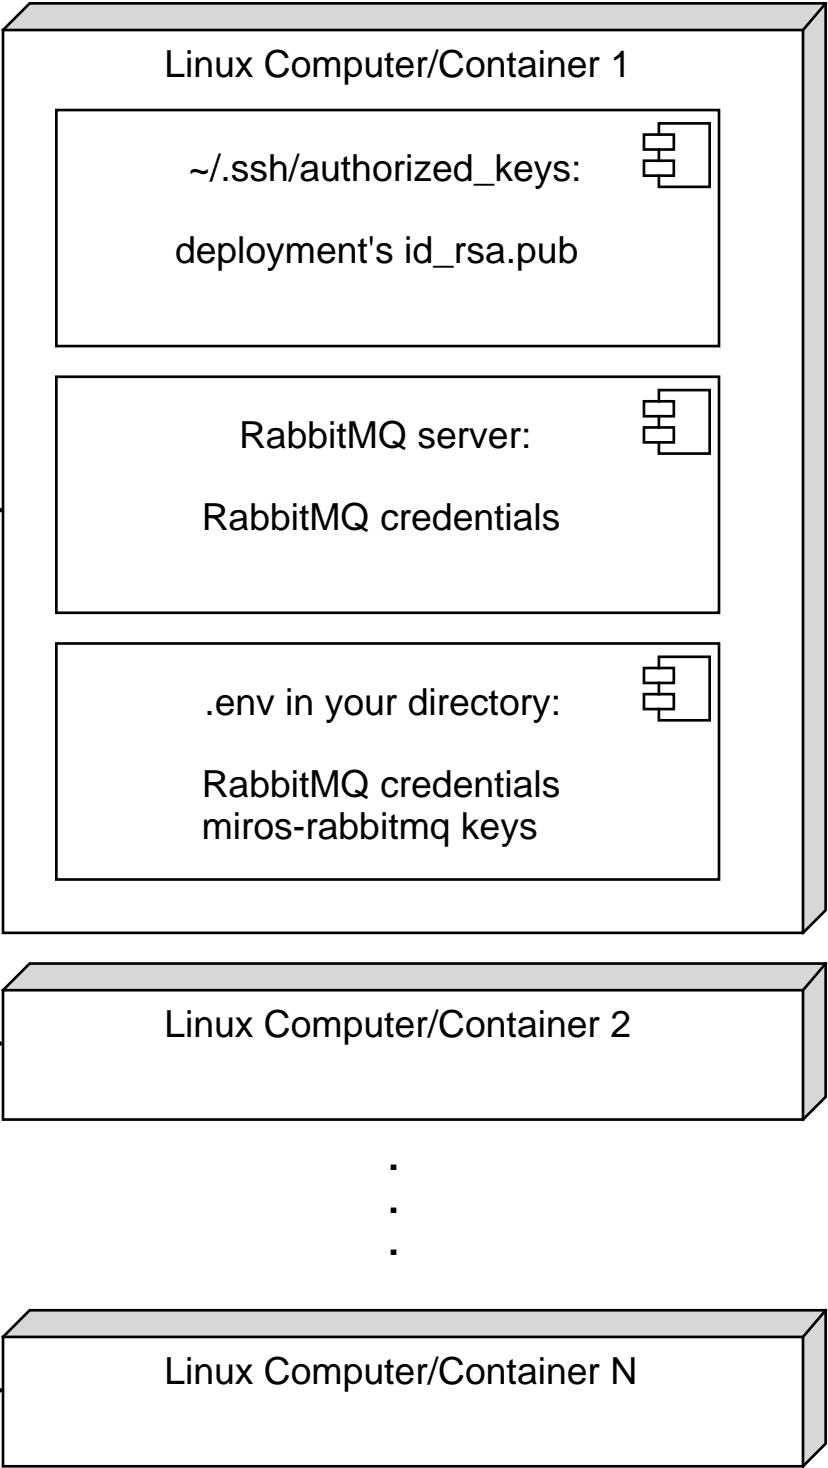 Linux Computer/Container 1
~/.ssh/authorized_keys:
deployment's id_rsa.pub
RabbitMQ server:
RabbitMQ credentials
.env in your directory:
RabbitMQ credentials
miros-rabbitmq keys
Linux Computer/Container 2
.
.
.
Linux Computer/Container N